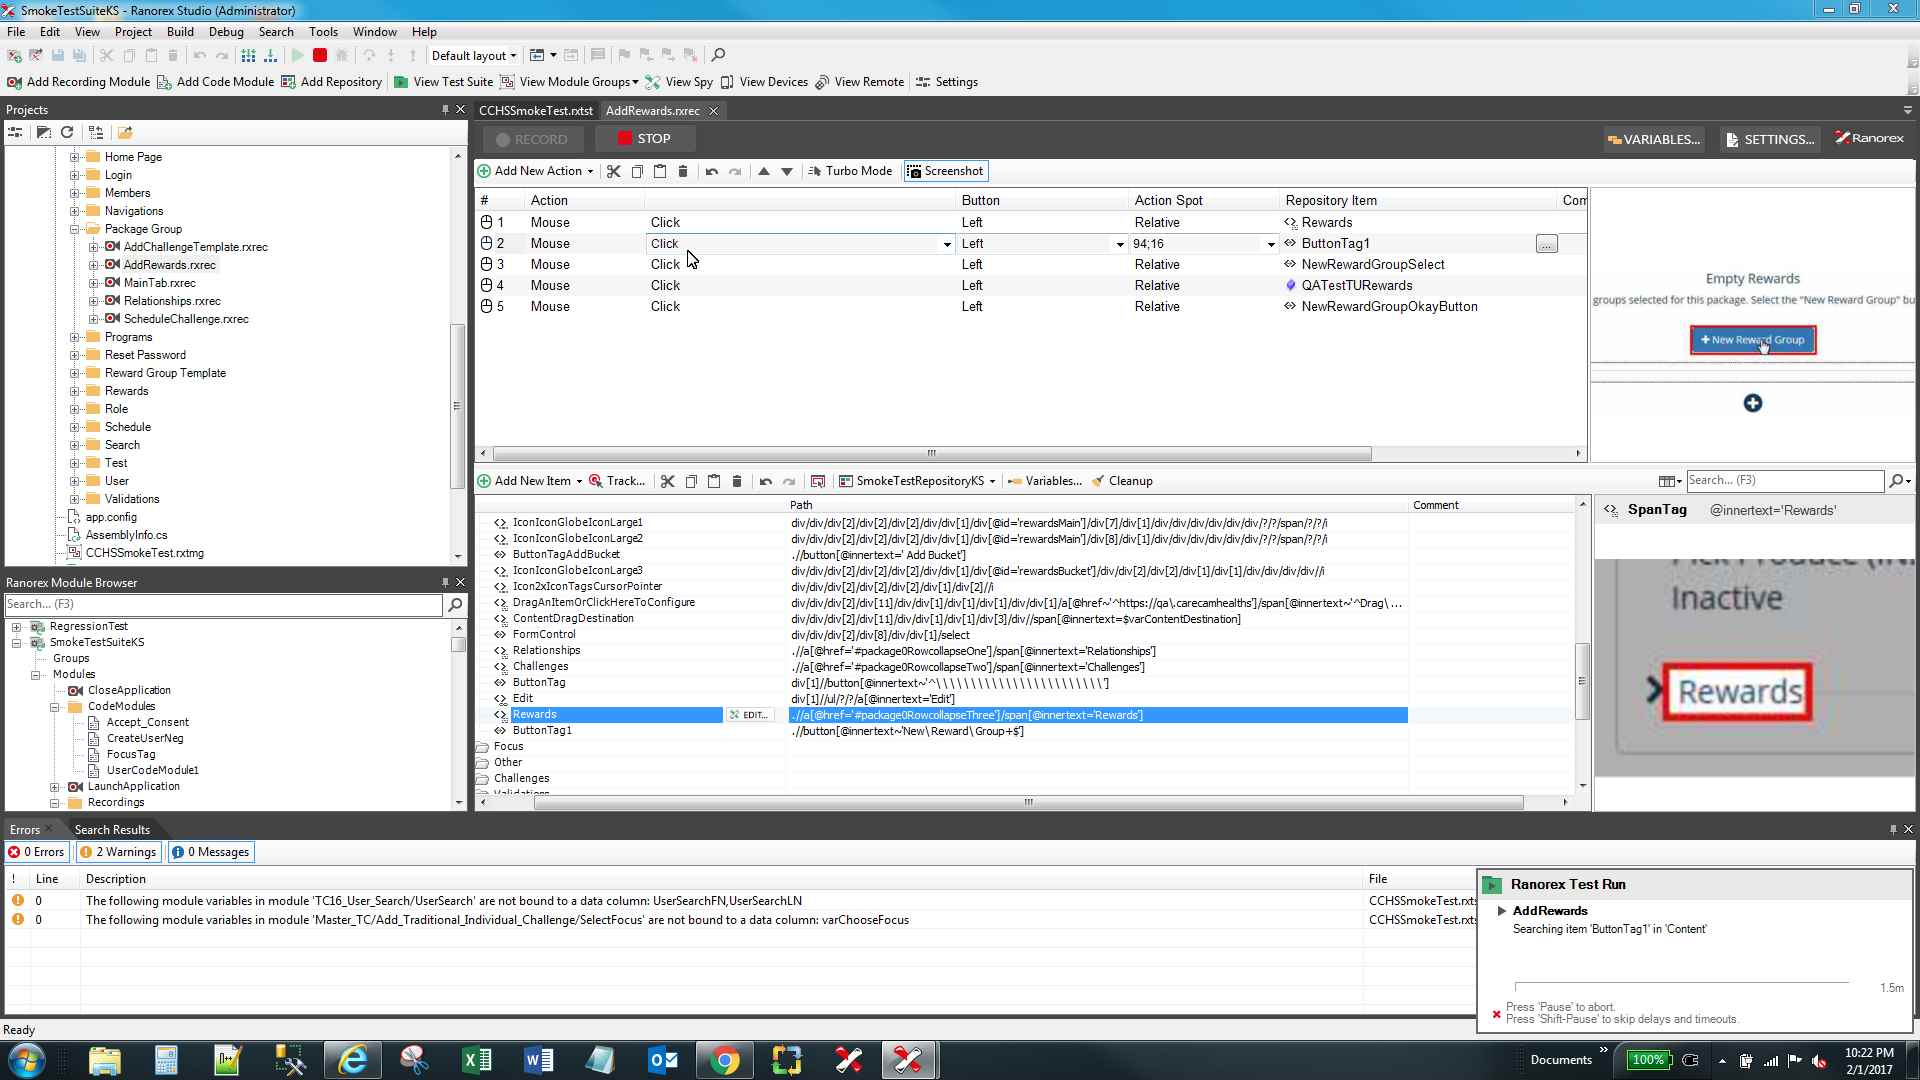 SmokeTestSuiteKS - Ranorex Studio (Administrator)
File Edit View Project Build Debug Search Tools Window Help
Default layout
Add Recording Module Add Code Module Add Repository View Test Suite View Module Groups View Spy View Devices View Remote Settings
Projects
Home Page
Login
Members
Navigations
Package Group
AddChallengeTemplate.rxrec
AddRewards.rxrec
MainTab.rxrec
Relationships.rxrec
ScheduleChallenge.rxrec
Programs
Reset Password
Reward Group Template
Rewards
Role
Schedule
Search
Test
User
Validations
app.config
AssemblyInfo.cs
CCHSSmokeTest.rxtmg
Ranorex Module Browser
Search... (F3)
RegressionTest
SmokeTestSuiteKS
Groups
Modules
CloseApplication
CodeModules
Accept_Consent
CreateUserNeg
FocusTag
UserCodeModule1
LaunchApplication
Recordings
CCHSSmokeTest.rxtst AddRewards.rxrec
RECORD STOP VARIABLES... SETTINGS... Ranorex
Add New Action Turbo Mode Screenshot
# Action Button Action Spot Repository Item Com
1 Mouse Click Left Relative Rewards
2 Mouse Click Left 94;16 ButtonTag1 ...
3 Mouse Click Left Relative NewRewardGroupSelect
4 Mouse Click Left Relative QATestTURewards
5 Mouse Click Left Relative NewRewardGroupOkayButton
Empty Rewards
groups selected for this package. Select the "New Reward Group" bu
New Reward Group
Add New Item Track... SmokeTestRepositoryKS Variables... Cleanup Search... (F3)
Path Comment
IconIconGlobeIconLarge1 div/div/div[2]/div[2]/div[2]/div/div[1]/div[@id='rewardsMain']/div[7]/div[1]/div/div/div/div/div/div/?/?/span/?/?/i
IconIconGlobeIconLarge2 div/div/div[2]/div[2]/div[2]/div/div[1]/div[@id='rewardsMain']/div[8]/div[1]/div/div/div/div/div/div/?/?/span/?/?/i
ButtonTagAddBucket .//button[@innertext=' Add Bucket']
IconIconGlobeIconLarge3 div/div/div[2]/div[2]/div[2]/div/div[1]/div[@id='rewardsBucket']/div/div[2]/div[2]/div[1]/div[1]/div/div/div/div//i
Icon2xIconTagsCursorPointer div/div/div[2]/div[2]/div[2]/div/div[1]/div[2]//i
DragAnItemOrClickHereToConfigure div/div/div[2]/div[11]/div/div[1]/div[1]/div[1]/div/div[1]/a[@href~'^https://qa\.carecamhealths']/span[@innertext~'^Drag\ ...
ContentDragDestination div/div/div[2]/div[11]/div/div[1]/div[1]/div[1]/div[3]/div//span[@innertext=$varContentDestination]
FormControl div/div/div[2]/div[8]/div/div[1]/select
Relationships .//a[@href='#package0RowcollapseOne']/span[@innertext='Relationships']
Challenges .//a[@href='#package0RowcollapseTwo']/span[@innertext='Challenges']
ButtonTag
Edit div[1]//ul/?/?/a[@innertext='Edit']
Rewards EDIT... .//a[@href='#package0RowcollapseThree']/span[@innertext='Rewards']
ButtonTag1 .//button[@innertext~'New\ Reward\ Group+$']
Focus
Other
Challenges
Validations
SpanTag @innertext='Rewards'
Inactive
Rewards
Errors Search Results
0 Errors 2 Warnings 0 Messages
! Line Description File
0 The following module variables in module 'TC16_User_Search/UserSearch' are not bound to a data column: UserSearchFN,UserSearchLN CCHSSmokeTest.rxts
0 The following module variables in module 'Master_TC/Add_Traditional_Individual_Challenge/SelectFocus' are not bound to a data column: varChooseFocus CCHSSmokeTest.rxts
Ranorex Test Run
AddRewards
Searching item 'ButtonTag1' in 'Content'
1.5m
Press 'Pause' to abort.
Press 'Shift-Pause' to skip delays and timeouts.
Ready
Documents 100% 10:22 PM
2/1/2017